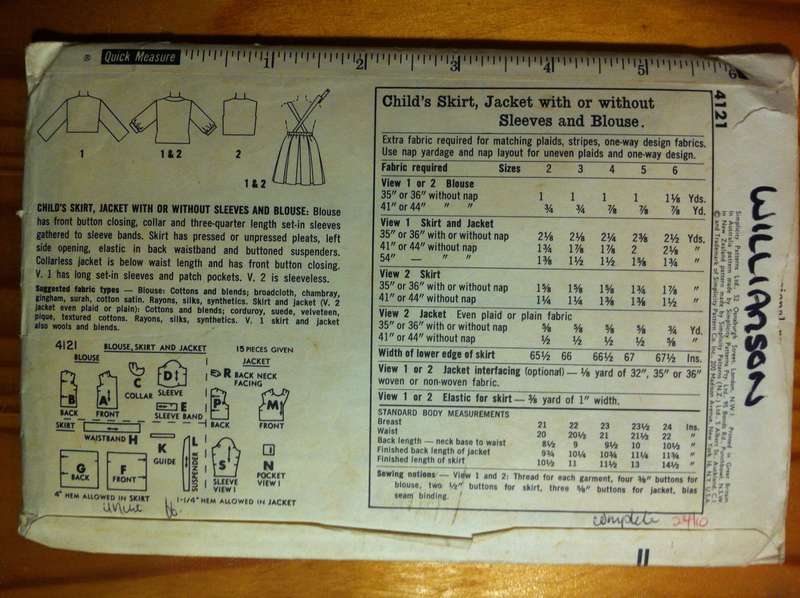 ® Quick Measure 1 2 3 4 5 6
1
1 & 2
2
1 & 2
CHILD'S SKIRT, JACKET WITH OR WITHOUT SLEEVES AND BLOUSE: Blouse
has front button closing, collar and three-quarter length set-in sleeves
gathered to sleeve bands. Skirt has pressed or unpressed pleats, left
side opening, elastic in back waistband and buttoned suspenders.
Collarless jacket is below waist length and has front button closing.
V. 1 has long set-in sleeves and patch pockets. V. 2 is sleeveless.
Suggested fabric types – Blouse: Cottons and blends; broadcloth, chambray,
gingham, surah, cotton satin. Rayons, silks, synthetics. Skirt and jacket (V. 2
jacket even plaid or plain): Cottons and blends; corduroy, suede, velveteen,
pique, textured cottons. Rayons, silks, synthetics. V. 1 skirt and jacket
also wools and blends.
4121 BLOUSE, SKIRT AND JACKET 15 PIECES GIVEN
BLOUSE
JACKET
B
BACK
A
FRONT
C
COLLAR
D
SLEEVE
E
SLEEVE BAND
R BACK NECK
FACING
P
BACK
M
FRONT
SKIRT
WAISTBAND H
G
BACK
F
FRONT
K
GUIDE
L
SUSPENDER
S
SLEEVE
VIEW 1
N
POCKET
VIEW 1
4" HEM ALLOWED IN SKIRT
1-1/4" HEM ALLOWED IN JACKET
Child's Skirt, Jacket with or without
Sleeves and Blouse.
Extra fabric required for matching plaids, stripes, one-way design fabrics.
Use nap yardage and nap layout for uneven plaids and one-way design.
Fabric required Sizes 2 3 4 5 6
View 1 or 2 Blouse
35" or 36" without nap 1 1 1 1 1⅛ Yds.
41" or 44" " " ¾ ¾ ⅞ ⅞ ⅞ Yd.
View 1 Skirt and Jacket
35" or 36" with or without nap 2⅛ 2⅛ 2¼ 2⅜ 2½ Yds.
41" or 44" without nap 1¾ 1⅞ 1⅞ 2 2⅛ "
54" — " " 1⅜ 1½ 1½ 1⅝ 1¾ "
View 2 Skirt
35" or 36" with or without nap 1⅝ 1⅝ 1⅝ 1¾ 1⅞ "
41" or 44" without nap 1¼ 1¼ 1⅜ 1⅜ 1½ "
View 2 Jacket Even plaid or plain fabric
35" or 36" with or without nap ⅝ ⅝ ⅝ ⅝ ¾ Yd.
41" or 44" without nap ½ ½ ½ ½ ⅝ "
Width of lower edge of skirt 65½ 66 66½ 67 67½ Ins.
View 1 or 2 Jacket interfacing (optional) — ⅛ yard of 32", 35" or 36"
woven or non-woven fabric.
View 1 or 2 Elastic for skirt — ⅜ yard of 1" width.
STANDARD BODY MEASUREMENTS
Breast 21 22 23 23½ 24 Ins.
Waist 20 20½ 21 21½ 22 "
Back length — neck base to waist 8½ 9 9½ 10 10½ "
Finished back length of jacket 9¾ 10¼ 10¾ 11¼ 11¾ "
Finished length of skirt 10½ 11 11½ 13 14½ "
Sewing notions — View 1 and 2: Thread for each garment, four ⅜" buttons for
blouse, two ½" buttons for skirt, three ⅝" buttons for jacket, bias
seam binding.
complete 24/10
4121
WILLIAMSON